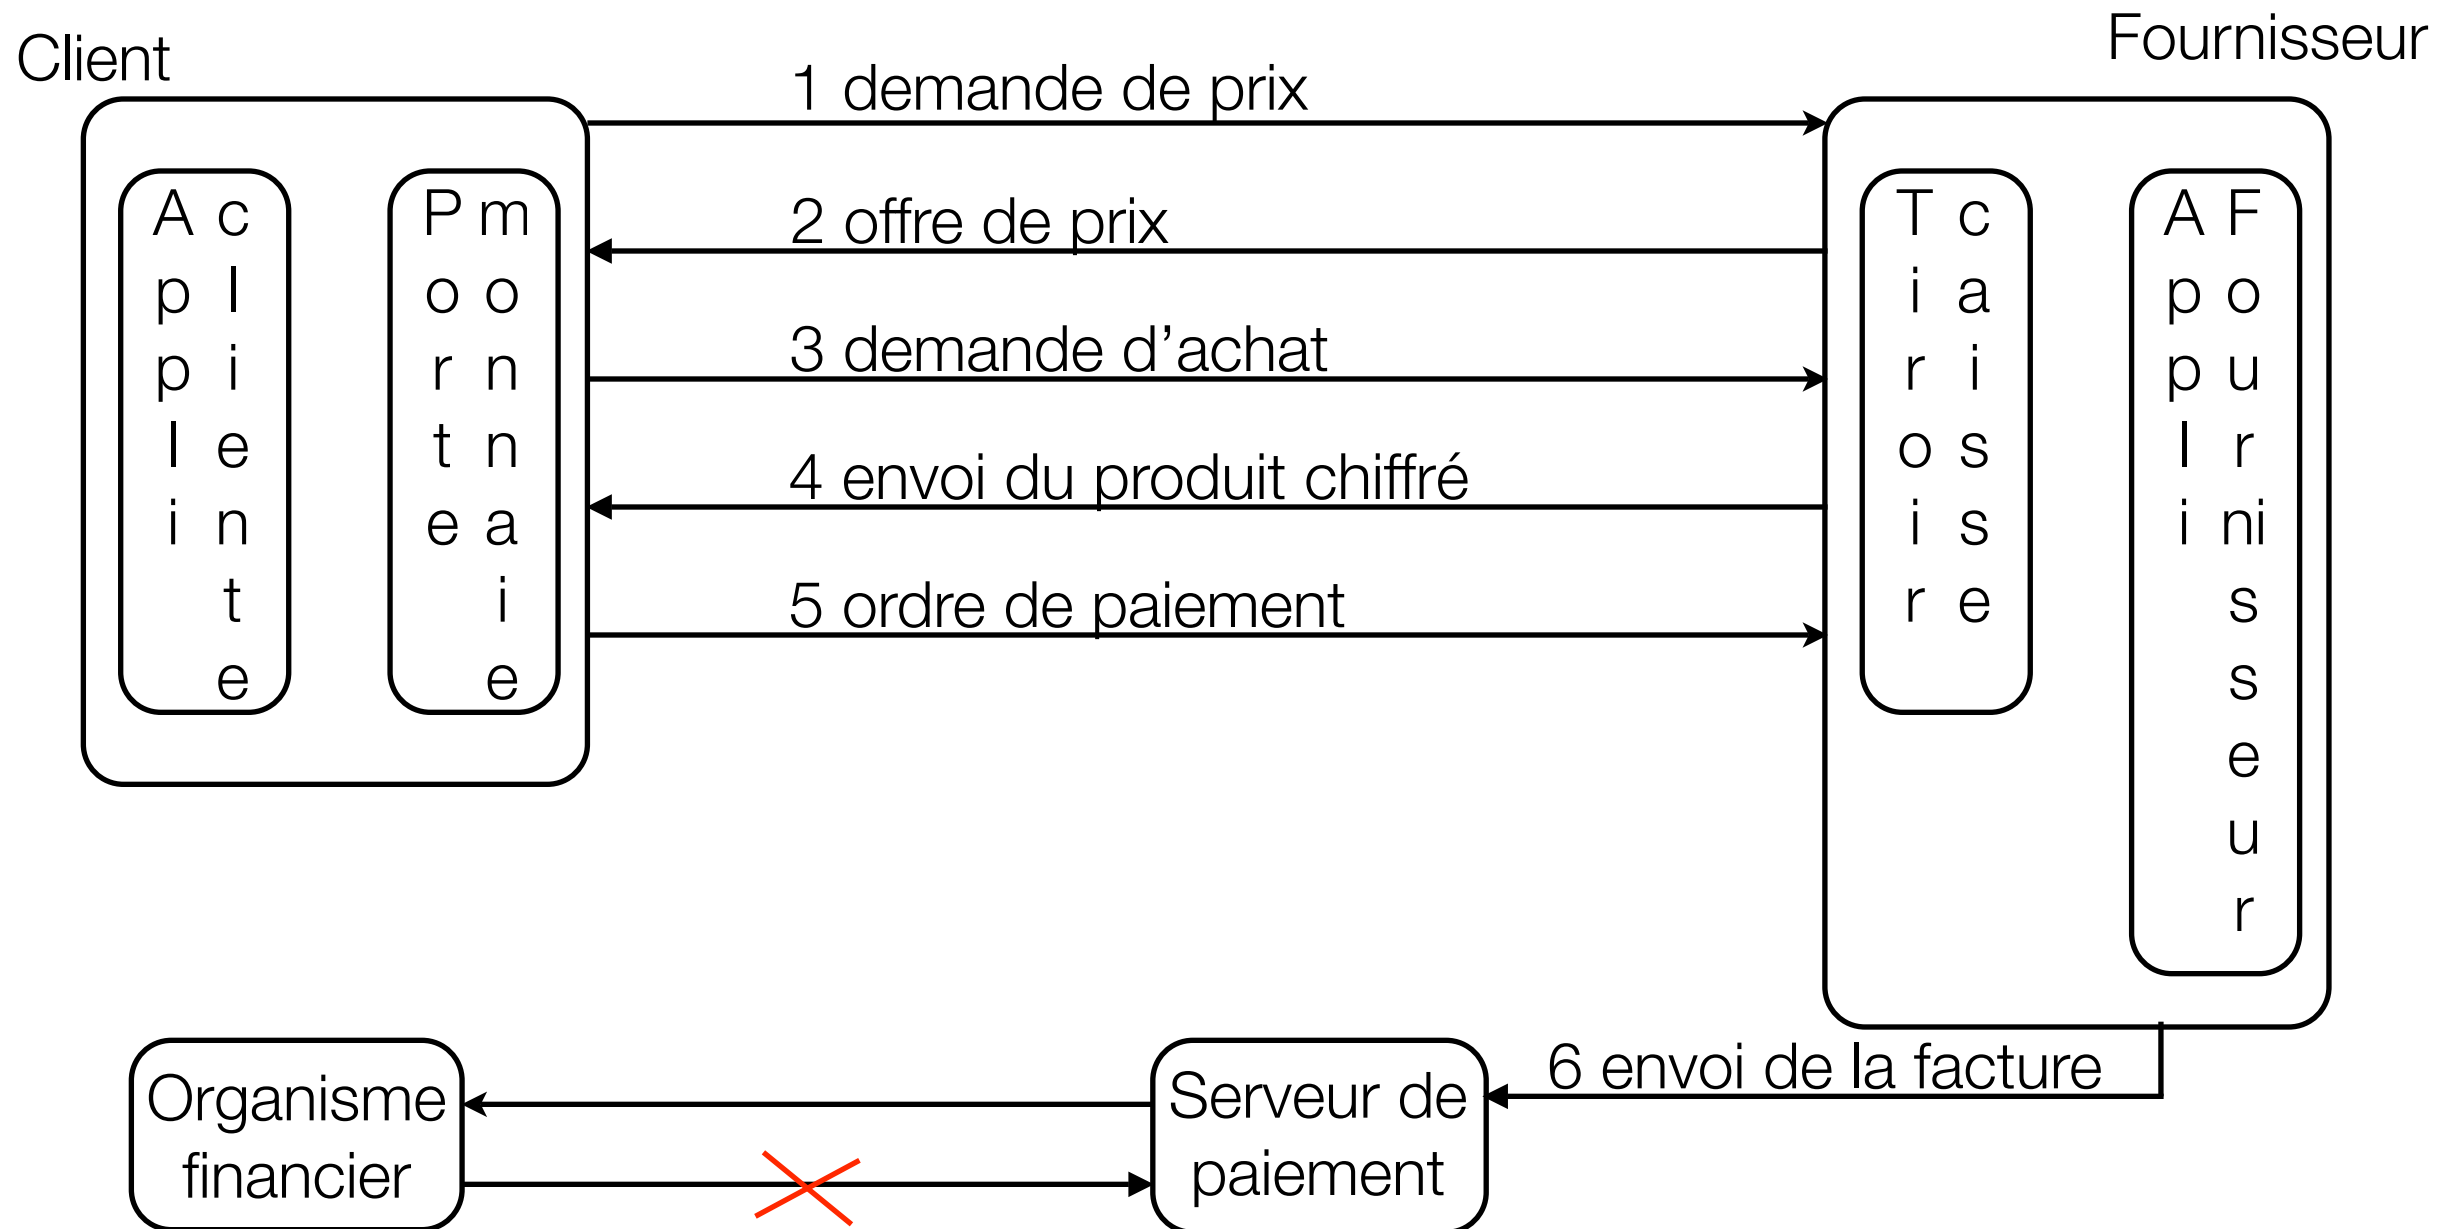 Client
Fournisseur
1 demande de prix
2 offre de prix
3 demande d’achat
4 envoi du produit chiffré
5 ordre de paiement
Appli cliente
Porte monnaie
Tiroir caisse
Appli Fournisseur
6 envoi de la facture
Organisme
financier
Serveur de
paiement